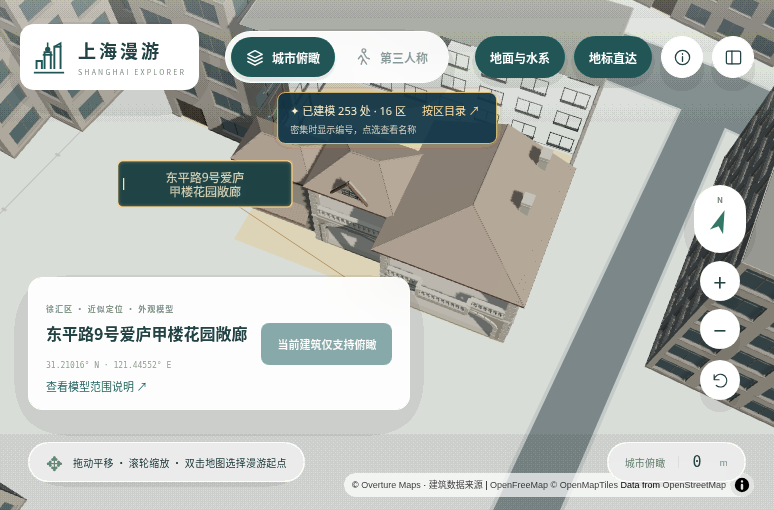 上海漫游
SHANGHAI EXPLORER
城市俯瞰
第三人称
地面与水系
地标直达
✦ 已建模 253 处 · 16 区 按区目录 ↗
密集时显示编号，点选查看名称
东平路9号爱庐
甲楼花园敞廊
N
+
−
徐汇区 · 近似定位 · 外观模型
东平路9号爱庐甲楼花园敞廊
当前建筑仅支持俯瞰
31.21016° N · 121.44552° E
查看模型范围说明 ↗
拖动平移 · 滚轮缩放 · 双击地图选择漫游起点
城市俯瞰 0 m
© Overture Maps · 建筑数据来源 | OpenFreeMap © OpenMapTiles Data from OpenStreetMap